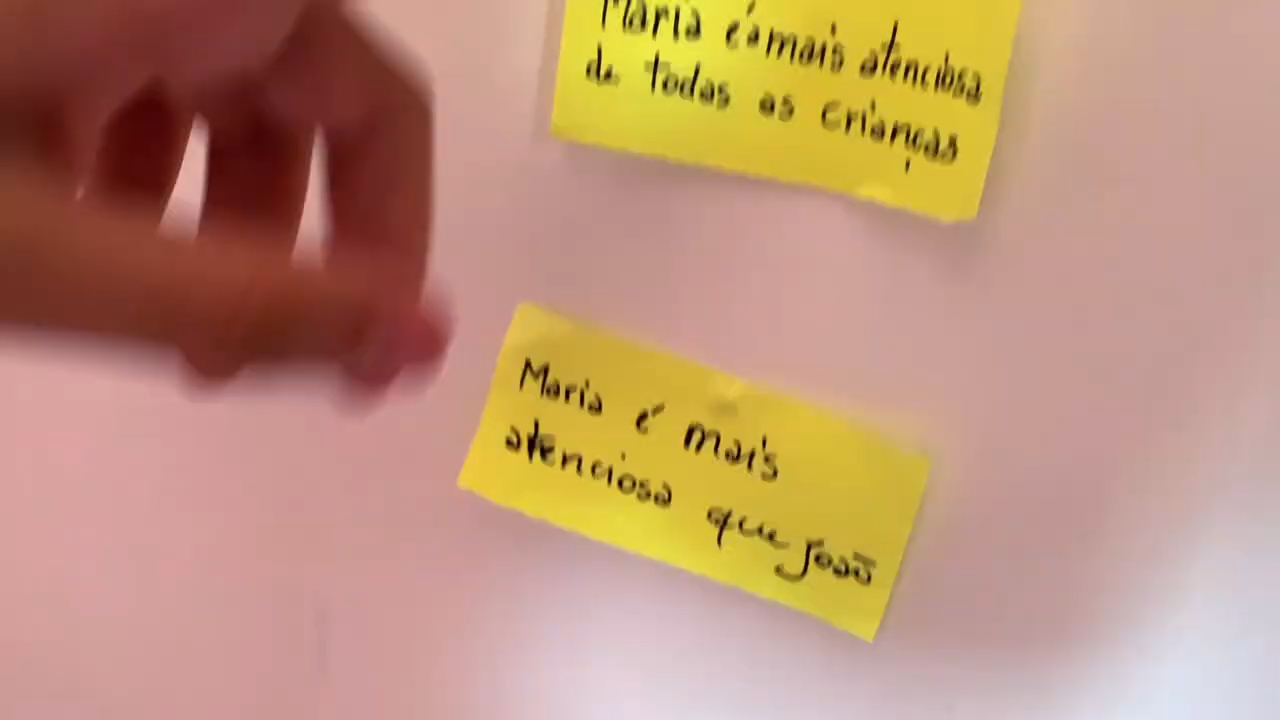 Maria é a mais atenciosa
de todas as crianças
Maria é mais
atenciosa que João